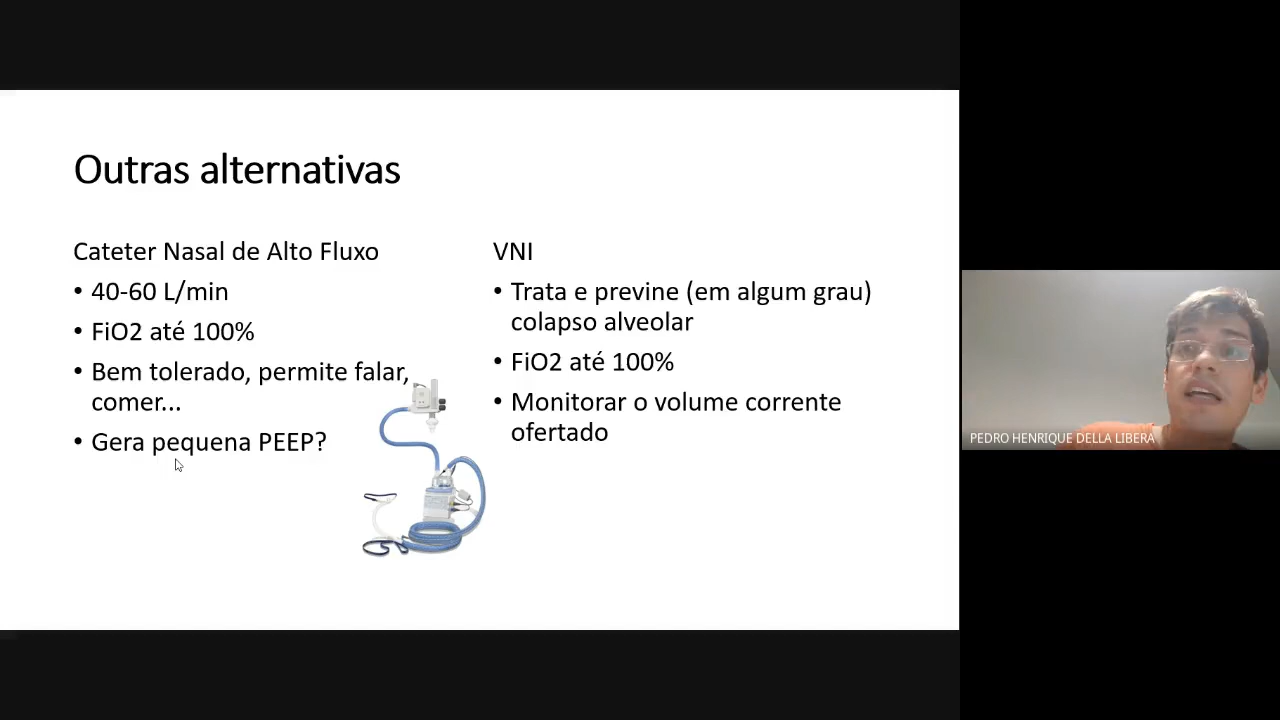 Outras alternativas
Cateter Nasal de Alto Fluxo
• 40-60 L/min
• FiO2 até 100%
• Bem tolerado, permite falar,
comer...
• Gera pequena PEEP?
VNI
• Trata e previne (em algum grau)
colapso alveolar
• FiO2 até 100%
• Monitorar o volume corrente
ofertado
PEDRO HENRIQUE DELLA LIBERA